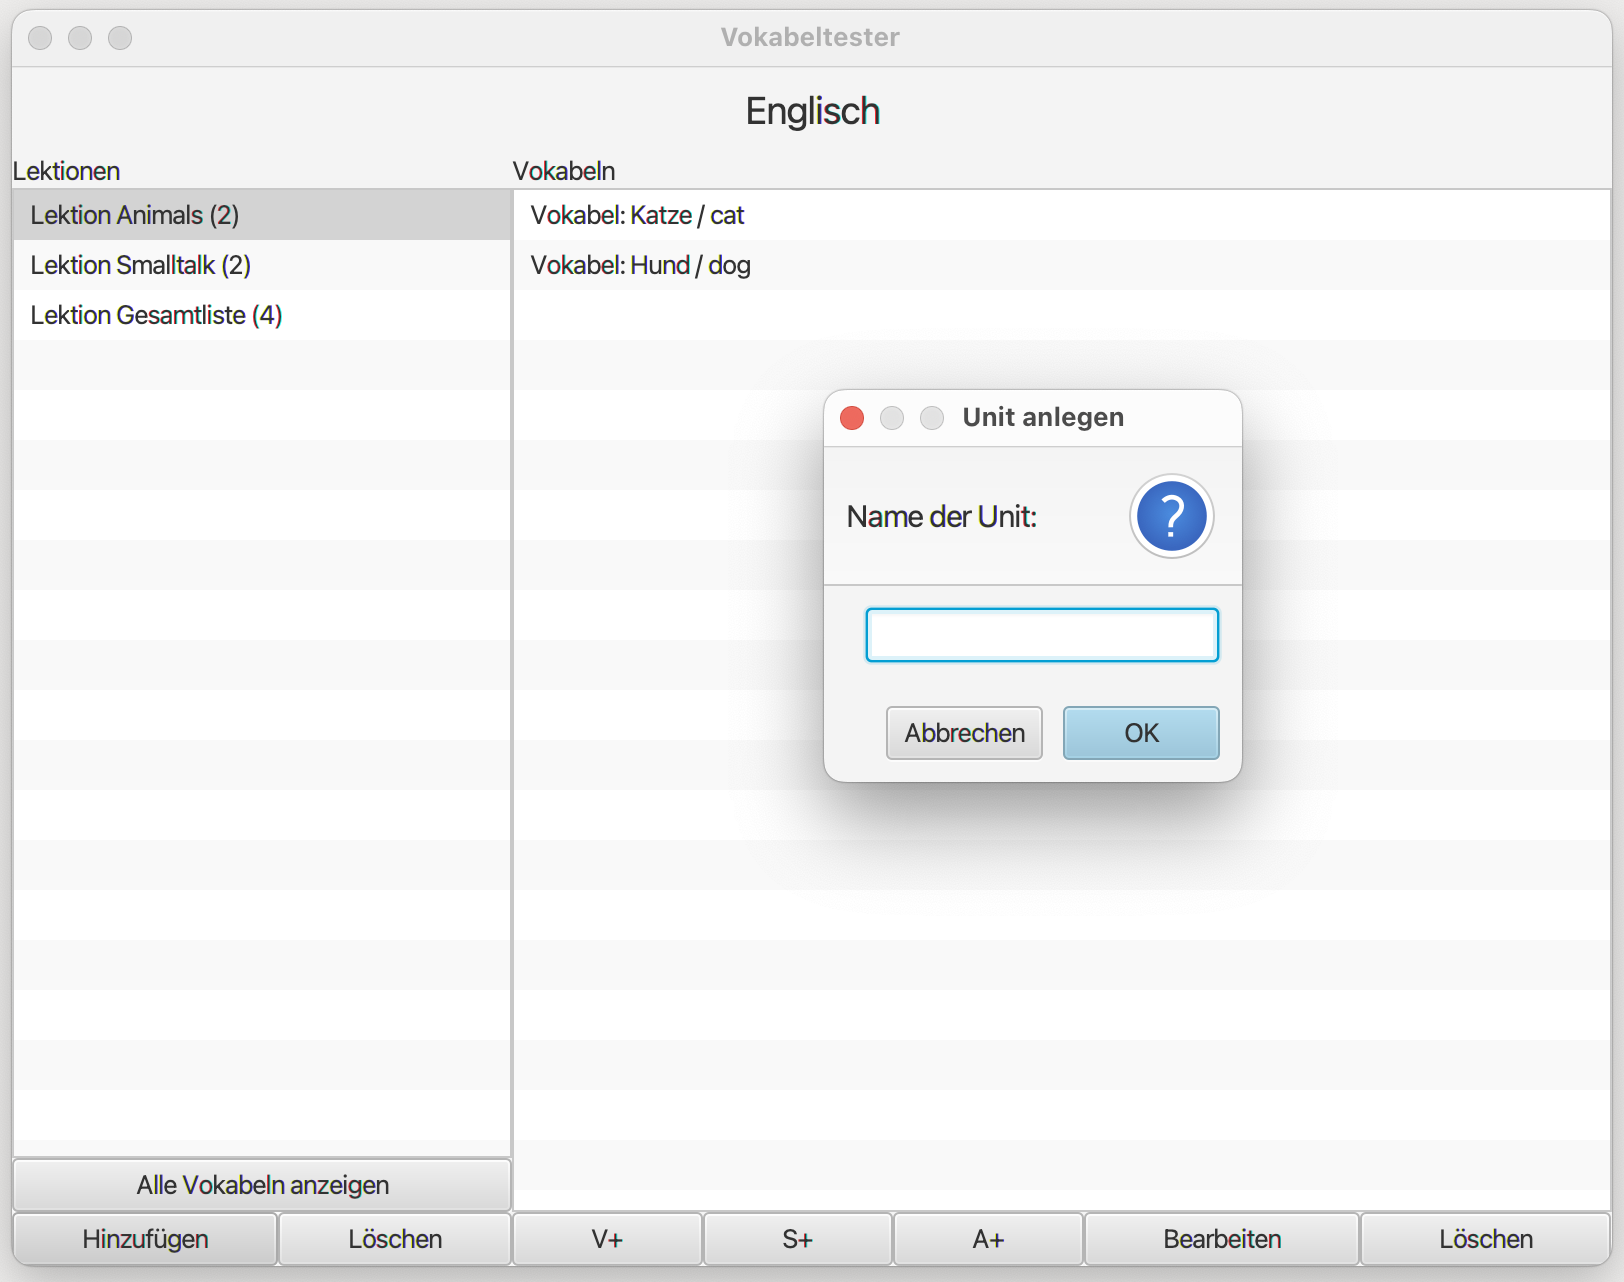 Vokabeltester
Englisch
Lektionen
Vokabeln
Lektion Animals (2)
Lektion Smalltalk (2)
Lektion Gesamtliste (4)
Vokabel: Katze / cat
Vokabel: Hund / dog
Unit anlegen
Name der Unit:
?
Abbrechen
OK
Alle Vokabeln anzeigen
Hinzufügen
Löschen
V+
S+
A+
Bearbeiten
Löschen